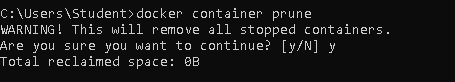 C:\Users\Student>docker container prune
WARNING! This will remove all stopped containers.
Are you sure you want to continue? [y/N] y
Total reclaimed space: 0B